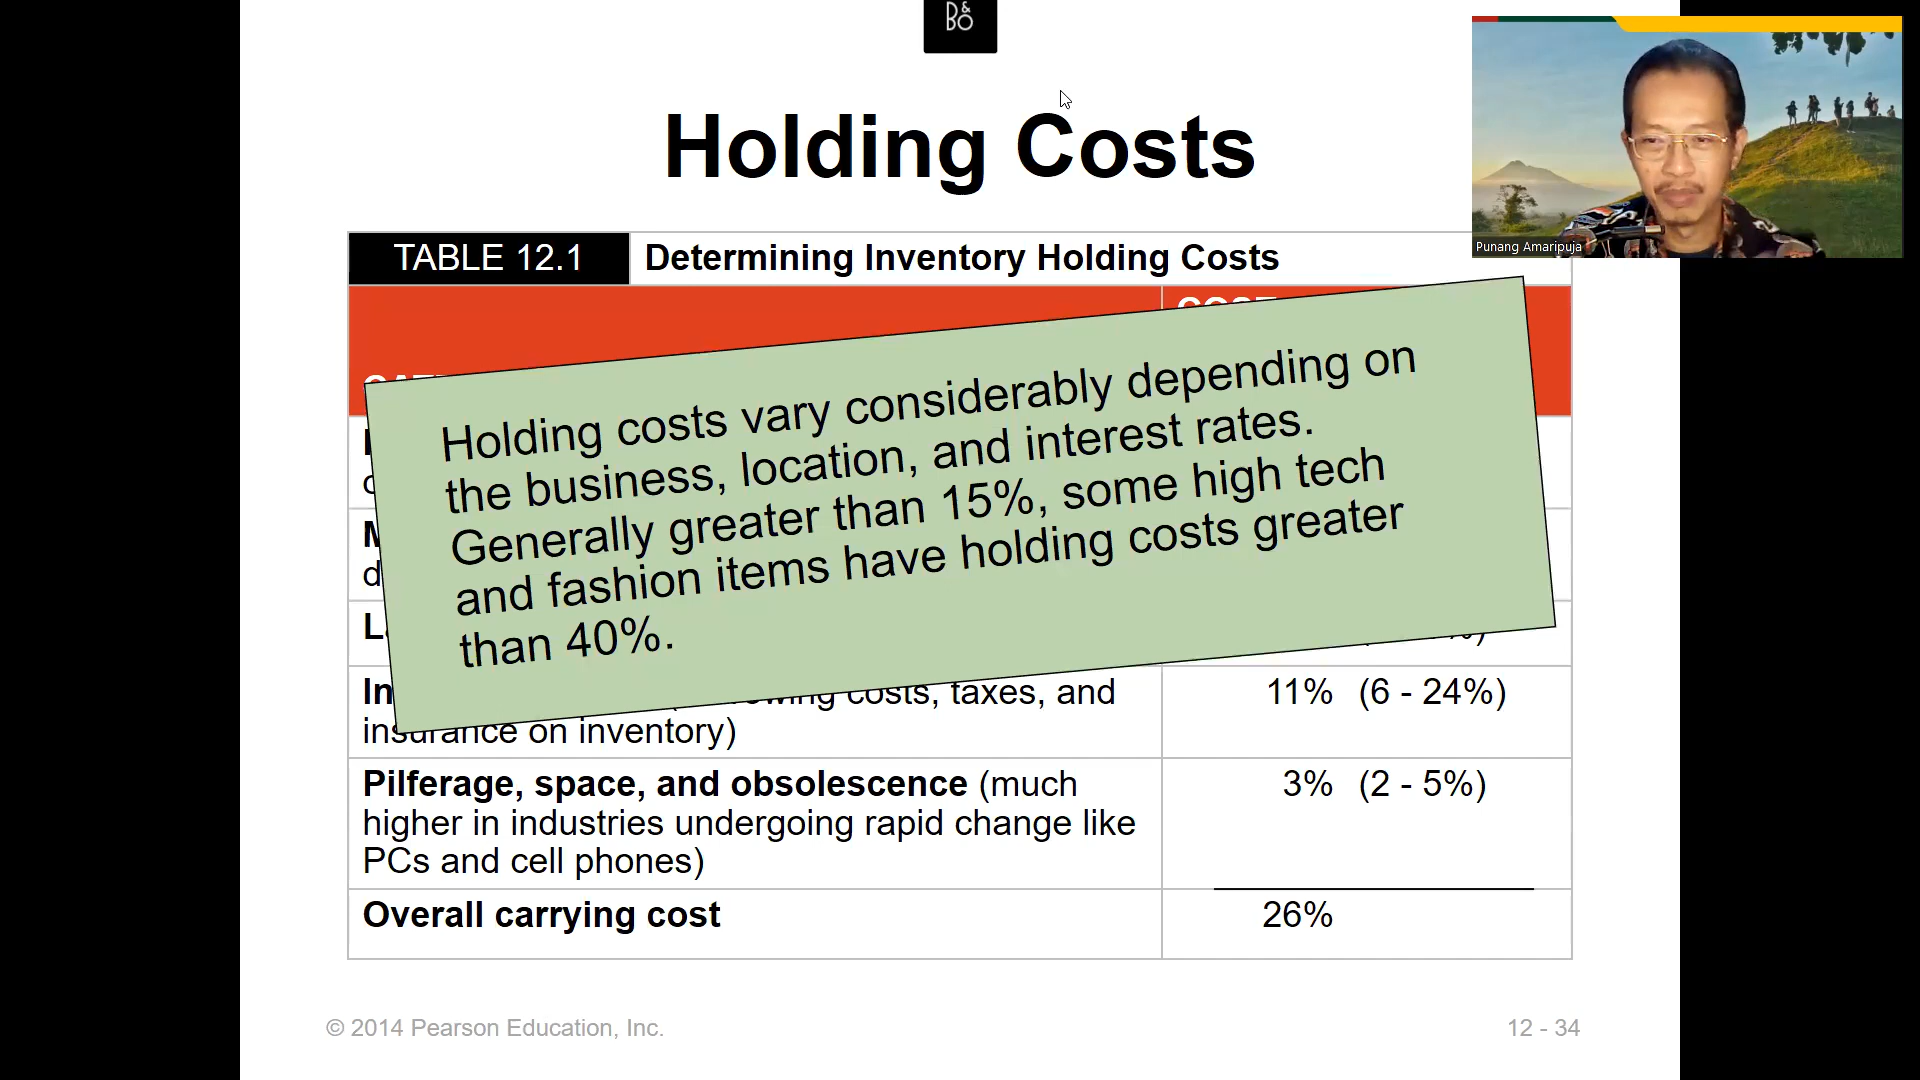 B&O
Holding Costs
Punang Amaripuja
TABLE 12.1 Determining Inventory Holding Costs
Holding costs vary considerably depending on
the business, location, and interest rates.
Generally greater than 15%, some high tech
and fashion items have holding costs greater
than 40%.
costs, taxes, and 11% (6 - 24%)
insurance on inventory)
Pilferage, space, and obsolescence (much 3% (2 - 5%)
higher in industries undergoing rapid change like
PCs and cell phones)
Overall carrying cost 26%
© 2014 Pearson Education, Inc. 12 - 34